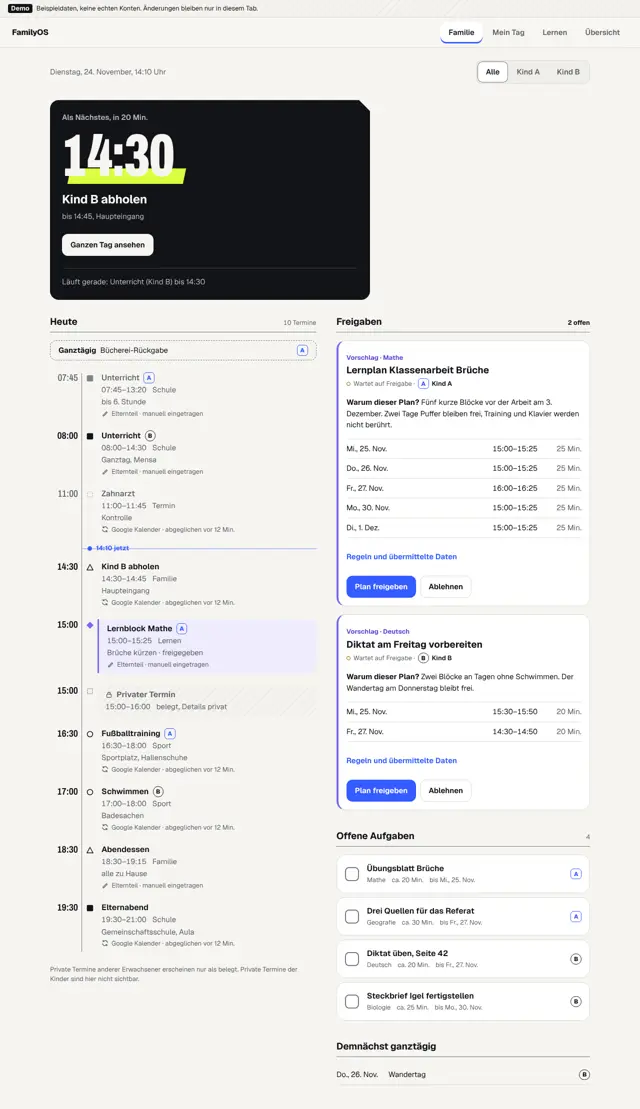 Demo Beispieldaten, keine echten Konten. Änderungen bleiben nur in diesem Tab.
FamilyOS
Familie Mein Tag Lernen Übersicht
Dienstag, 24. November, 14:10 Uhr
Alle Kind A Kind B
Als Nächstes, in 20 Min.
14:30
Kind B abholen
bis 14:45, Haupteingang
Ganzen Tag ansehen
Läuft gerade: Unterricht (Kind B) bis 14:30
Heute 10 Termine
Ganztägig Bücherei-Rückgabe A
07:45 Unterricht A
07:45–13:20 Schule
bis 6. Stunde
Elternteil · manuell eingetragen
08:00 Unterricht B
08:00–14:30 Schule
Ganztag, Mensa
Elternteil · manuell eingetragen
11:00 Zahnarzt
11:00–11:45 Termin
Kontrolle
Google Kalender · abgeglichen vor 12 Min.
14:10 jetzt
14:30 Kind B abholen
14:30–14:45 Familie
Haupteingang
Google Kalender · abgeglichen vor 12 Min.
15:00 Lernblock Mathe A
15:00–15:25 Lernen
Brüche kürzen · freigegeben
Elternteil · manuell eingetragen
15:00 Privater Termin
15:00–16:00 belegt, Details privat
16:30 Fußballtraining A
16:30–18:00 Sport
Sportplatz, Hallenschuhe
Google Kalender · abgeglichen vor 12 Min.
17:00 Schwimmen B
17:00–18:00 Sport
Badesachen
Google Kalender · abgeglichen vor 12 Min.
18:30 Abendessen
18:30–19:15 Familie
alle zu Hause
Elternteil · manuell eingetragen
19:30 Elternabend
19:30–21:00 Schule
Gemeinschaftsschule, Aula
Google Kalender · abgeglichen vor 12 Min.
Private Termine anderer Erwachsener erscheinen nur als belegt. Private Termine der
Kinder sind hier nicht sichtbar.
Freigaben 2 offen
Vorschlag · Mathe
Lernplan Klassenarbeit Brüche
Wartet auf Freigabe · A Kind A
Warum dieser Plan? Fünf kurze Blöcke vor der Arbeit am 3.
Dezember. Zwei Tage Puffer bleiben frei, Training und Klavier werden
nicht berührt.
Mi., 25. Nov. 15:00–15:25 25 Min.
Do., 26. Nov. 15:00–15:25 25 Min.
Fr., 27. Nov. 16:00–16:25 25 Min.
Mo., 30. Nov. 15:00–15:25 25 Min.
Di., 1. Dez. 15:00–15:25 25 Min.
Regeln und übermittelte Daten
Plan freigeben Ablehnen
Vorschlag · Deutsch
Diktat am Freitag vorbereiten
Wartet auf Freigabe · B Kind B
Warum dieser Plan? Zwei Blöcke an Tagen ohne Schwimmen. Der
Wandertag am Donnerstag bleibt frei.
Mi., 25. Nov. 15:30–15:50 20 Min.
Fr., 27. Nov. 14:30–14:50 20 Min.
Regeln und übermittelte Daten
Plan freigeben Ablehnen
Offene Aufgaben 4
Übungsblatt Brüche
Mathe ca. 20 Min. bis Mi., 25. Nov. A
Drei Quellen für das Referat
Geografie ca. 30 Min. bis Fr., 27. Nov. A
Diktat üben, Seite 42
Deutsch ca. 20 Min. bis Fr., 27. Nov. B
Steckbrief Igel fertigstellen
Biologie ca. 25 Min. bis Mo., 30. Nov. B
Demnächst ganztägig
Do., 26. Nov. Wandertag B